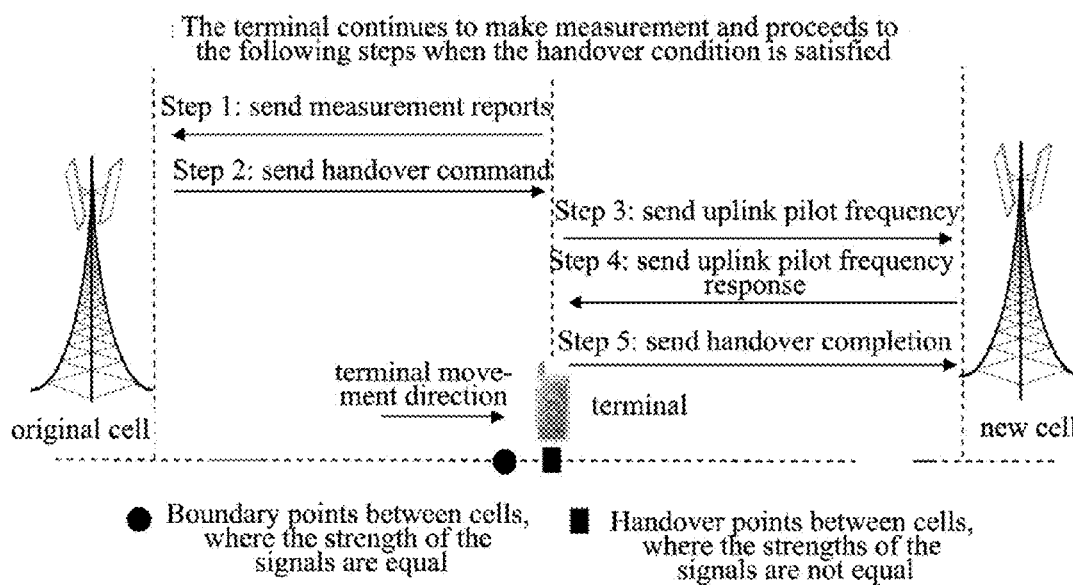 The terminal continues to make measurement and proceeds to
the following steps when the handover condition is satisfied
Step 1: send measurement reports
Step 2: send handover command
Step 3: send uplink pilot frequency
Step 4: send uplink pilot frequency
response
Step 5: send handover completion
terminal move-
ment direction
terminal
original cell
new cell
Boundary points between cells,
where the strength of the
signals are equal
Handover points between cells,
where the strengths of the
signals are not equal